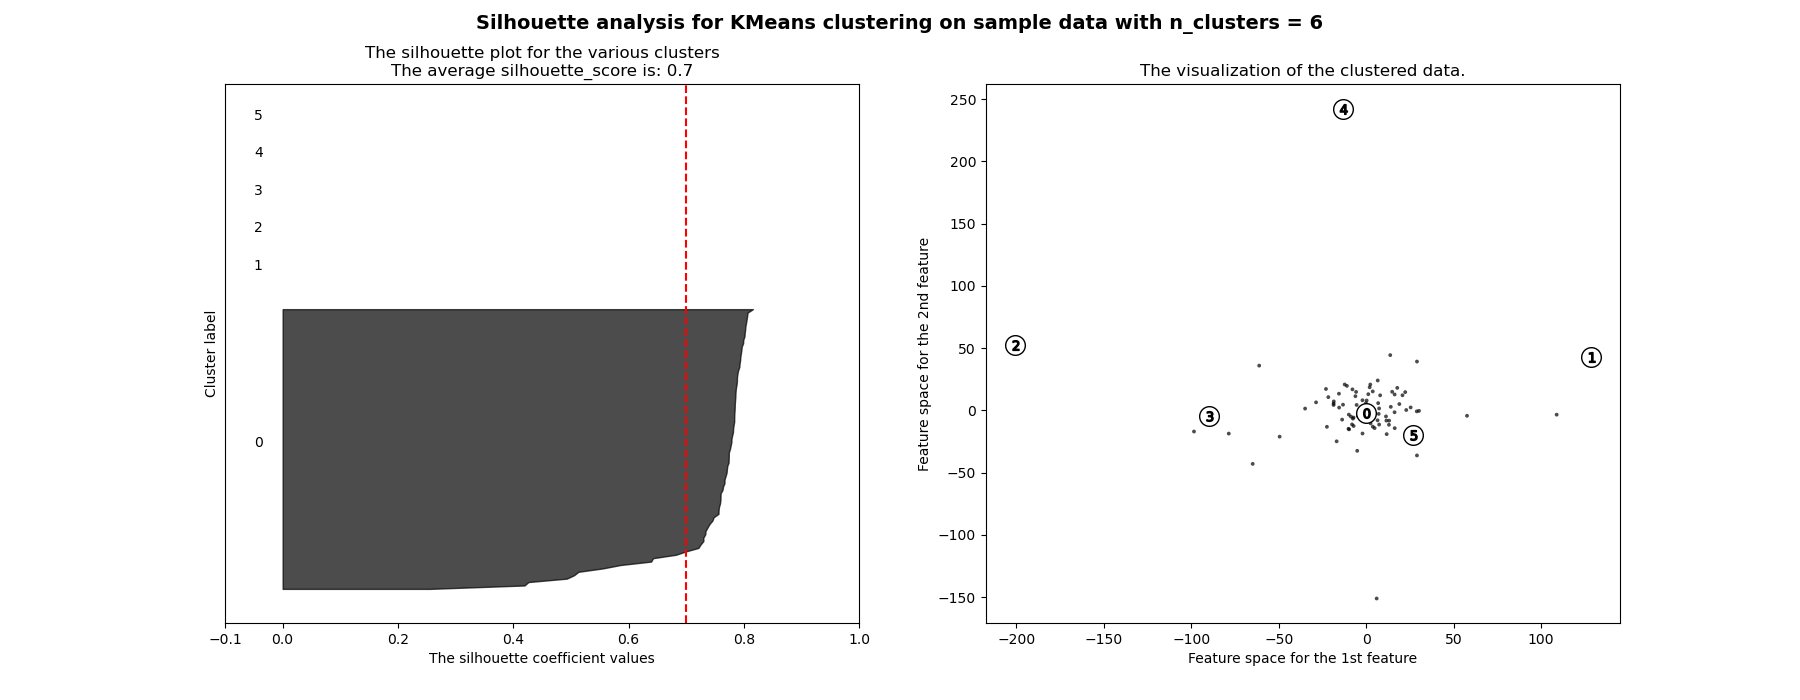 Silhouette analysis for KMeans clustering on sample data with n_clusters = 6
The silhouette plot for the various clusters
The average silhouette_score is: 0.7
5
4
3
2
1
0
Cluster label
−0.1 0.0 0.2 0.4 0.6 0.8 1.0
The silhouette coefficient values
The visualization of the clustered data.
250
200
150
100
50
0
−50
−100
−150
Feature space for the 2nd feature
4
2
1
3
0
5
−200 −150 −100 −50 0 50 100
Feature space for the 1st feature